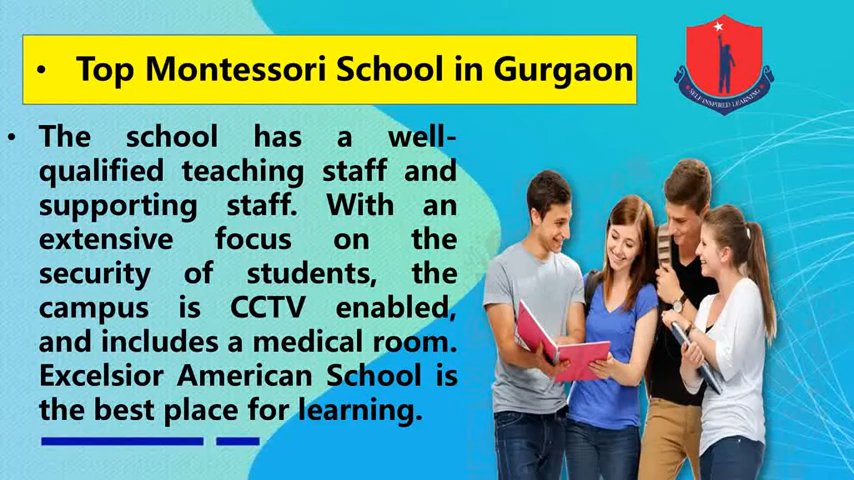 • Top Montessori School in Gurgaon
SELF INSPIRED LEARNING
• The school has a well-
qualified teaching staff and
supporting staff. With an
extensive focus on the
security of students, the
campus is CCTV enabled,
and includes a medical room.
Excelsior American School is
the best place for learning.